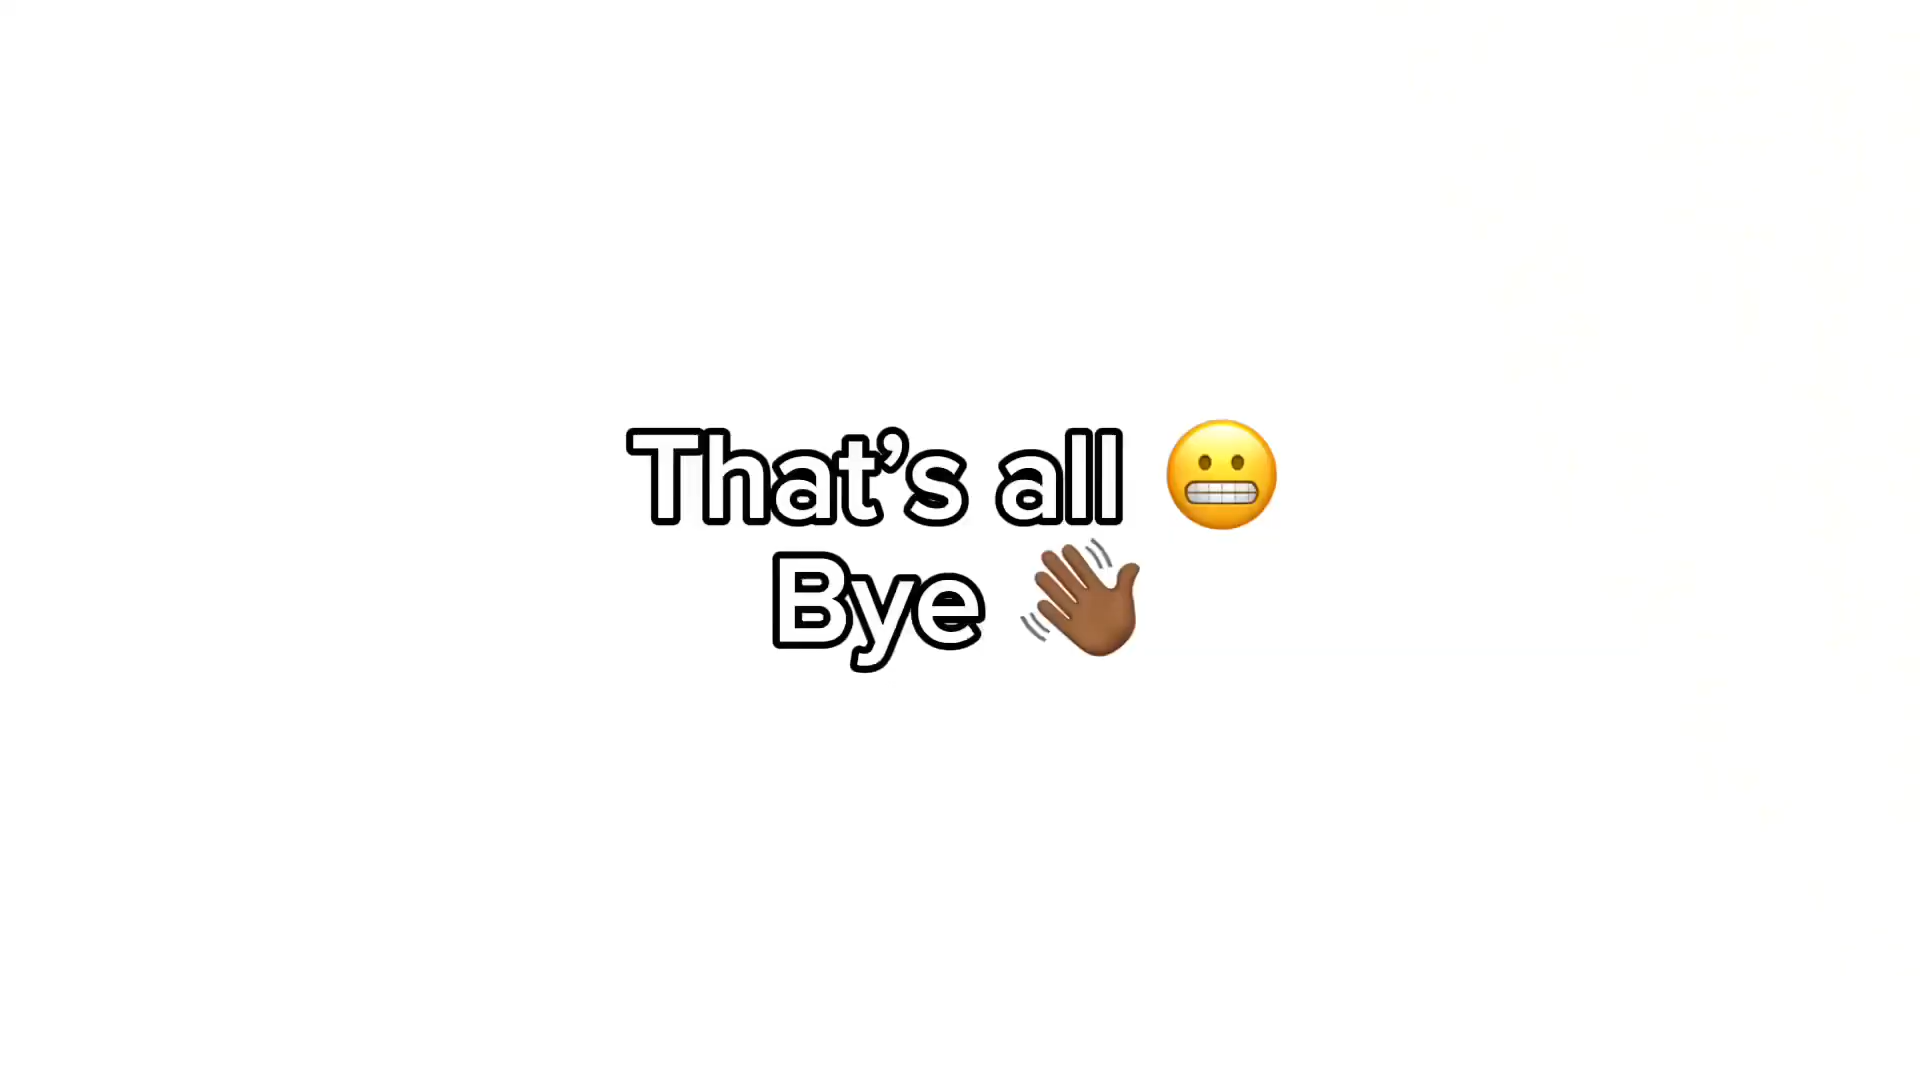 That’s all 😬
Bye 👋🏾